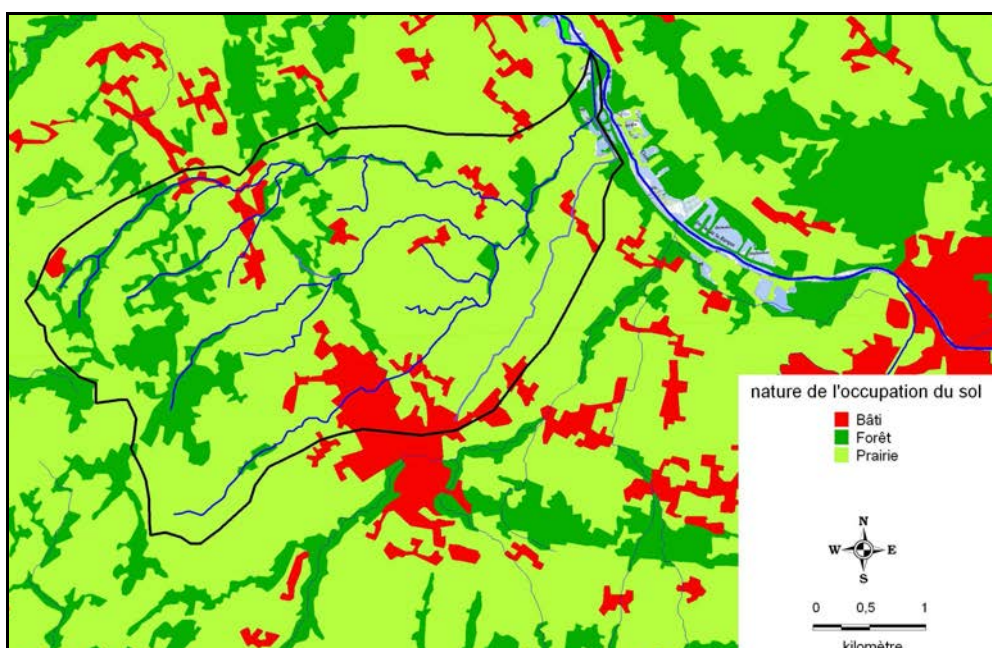 nature de l'occupation du sol
Bâti
Forêt
Prairie
N
W E
S
0 0,5 1
kilomètre